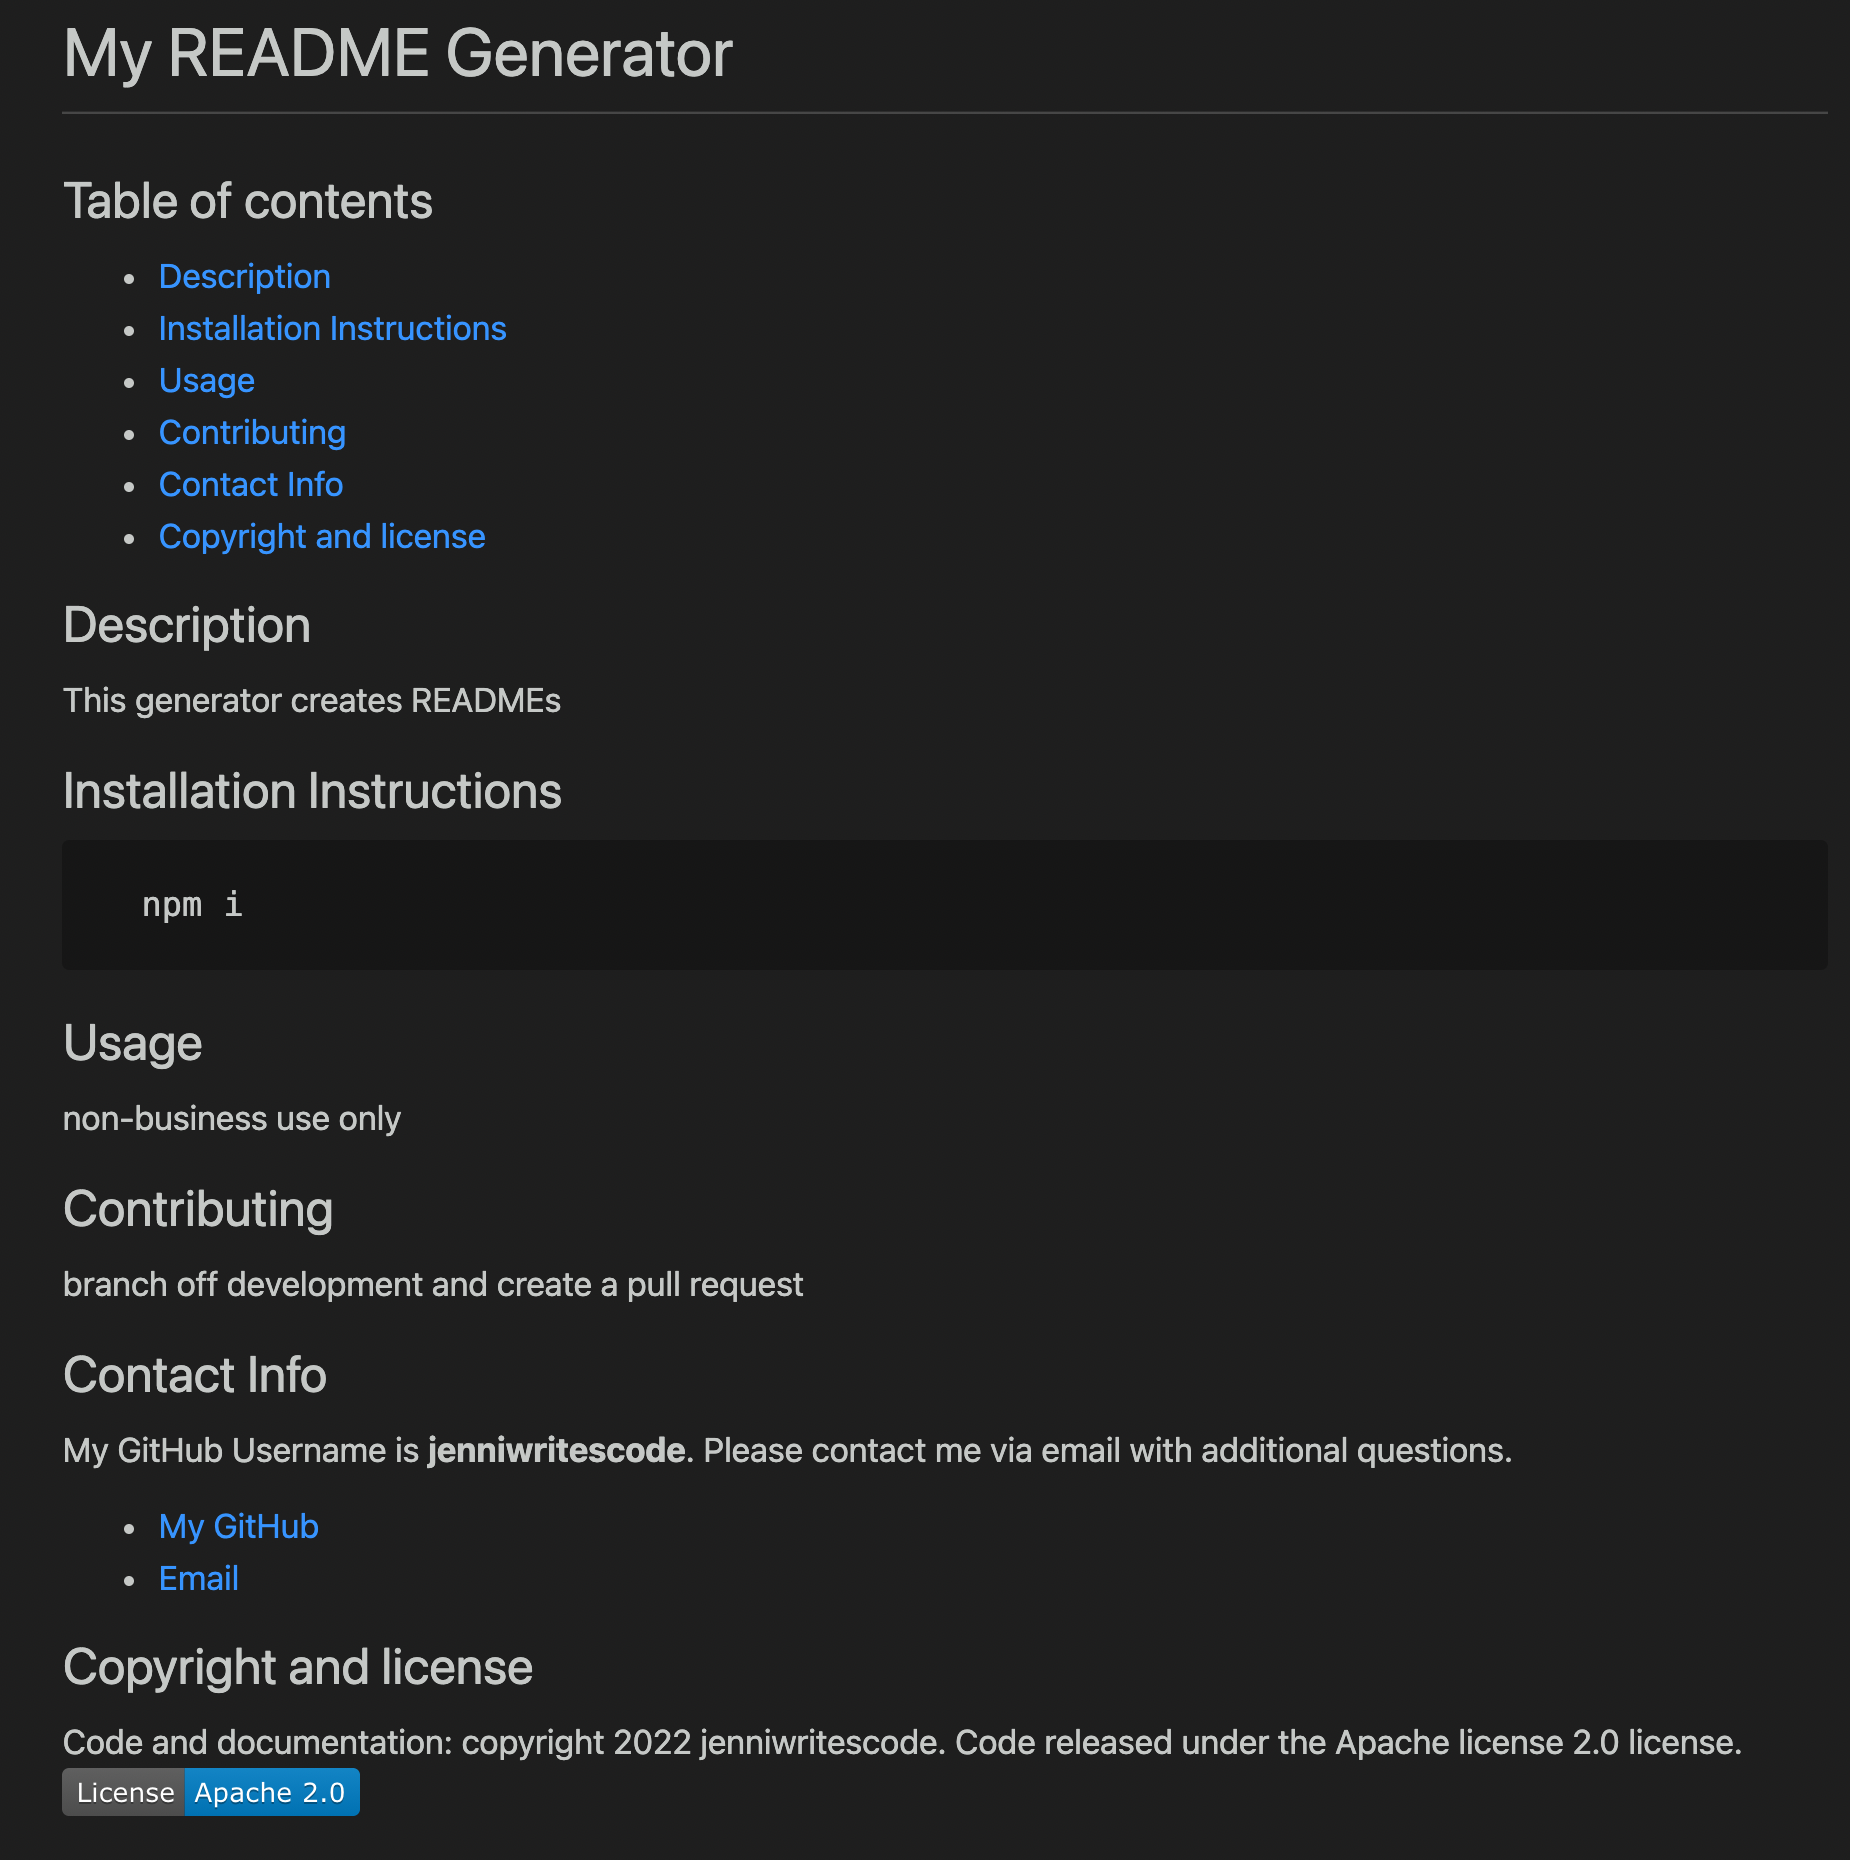 My README Generator
Table of contents
Description
Installation Instructions
Usage
Contributing
Contact Info
Copyright and license
Description
This generator creates READMEs
Installation Instructions
npm i
Usage
non-business use only
Contributing
branch off development and create a pull request
Contact Info
My GitHub Username is jenniwritescode. Please contact me via email with additional questions.
My GitHub
Email
Copyright and license
Code and documentation: copyright 2022 jenniwritescode. Code released under the Apache license 2.0 license.
License Apache 2.0